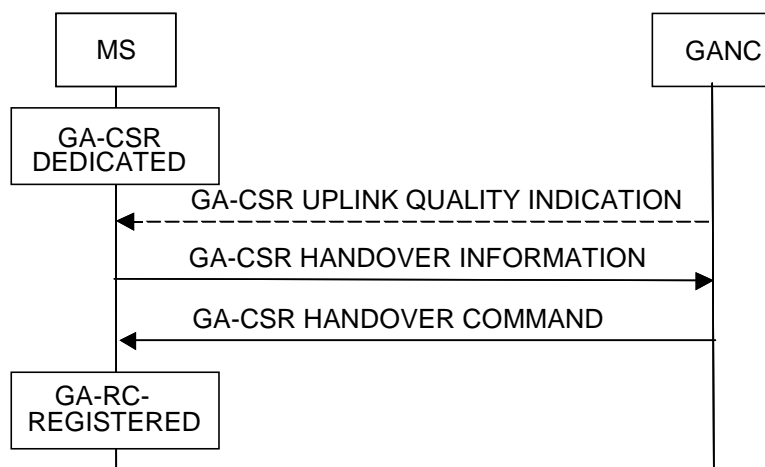 MS
GANC
GA-CSR
DEDICATED
GA-CSR UPLINK QUALITY INDICATION
GA-CSR HANDOVER INFORMATION
GA-CSR HANDOVER COMMAND
GA-RC-
REGISTERED